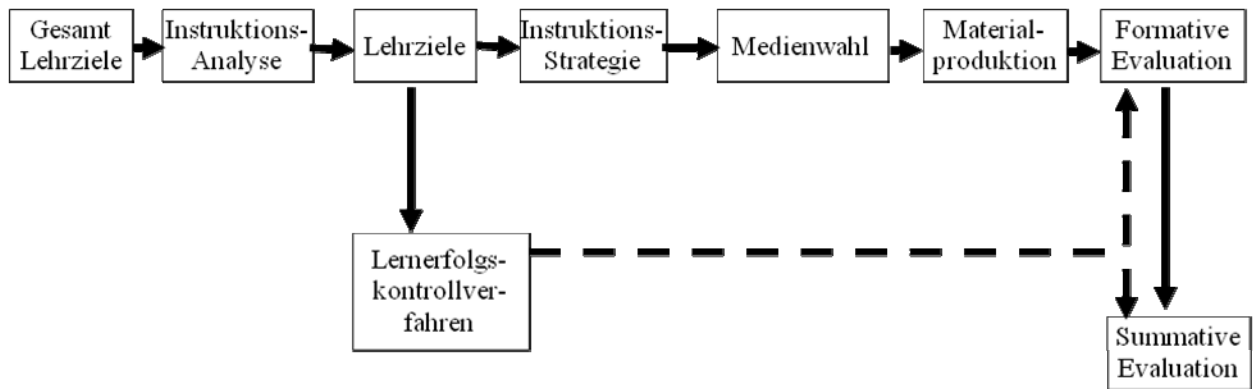 Gesamt
Lehrziele
Instruktions-
Analyse
Lehrziele
Instruktions-
Strategie
Medienwahl
Material-
produktion
Formative
Evaluation
Lernerfolgs-
kontrollver-
fahren
Summative
Evaluation